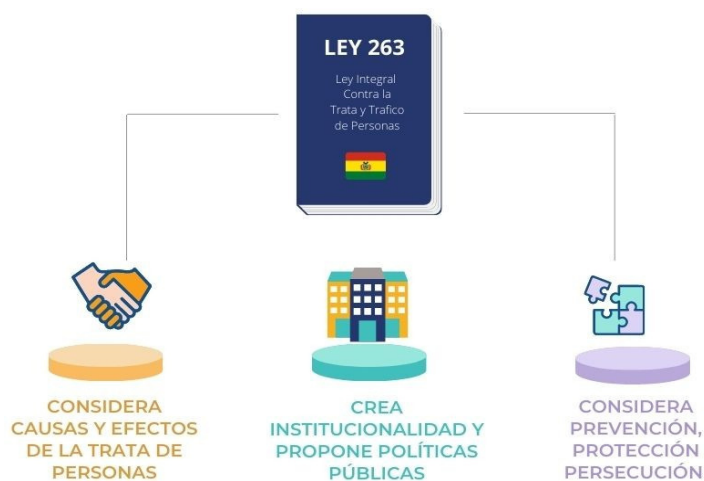 LEY 263
Ley Integral
Contra la
Trata y Trafico
de Personas
CONSIDERA
CAUSAS Y EFECTOS
DE LA TRATA DE
PERSONAS
CREA
INSTITUCIONALIDAD Y
PROPONE POLÍTICAS
PÚBLICAS
CONSIDERA
PREVENCIÓN,
PROTECCIÓN
PERSECUCIÓN